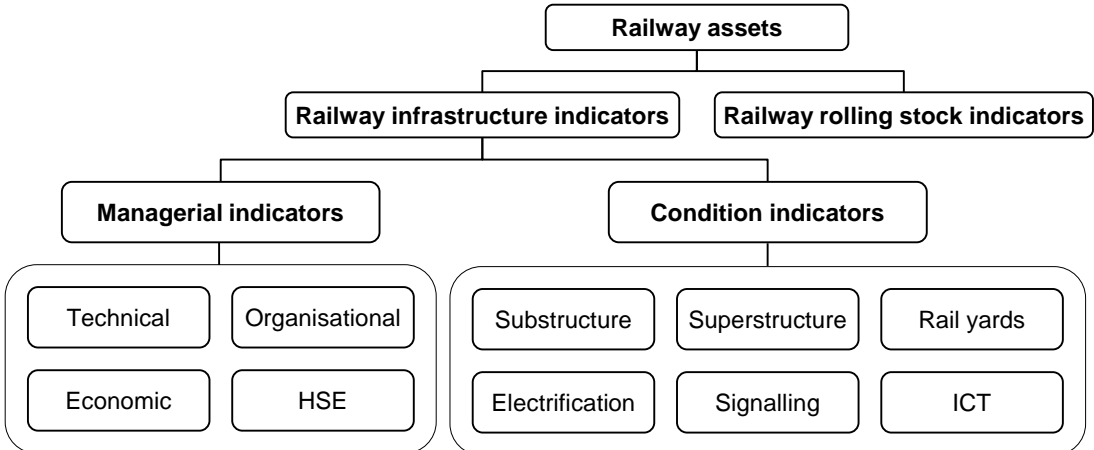 Railway assets
Railway infrastructure indicators
Railway rolling stock indicators
Managerial indicators
Condition indicators
Technical
Organisational
Economic
HSE
Substructure
Superstructure
Rail yards
Electrification
Signalling
ICT